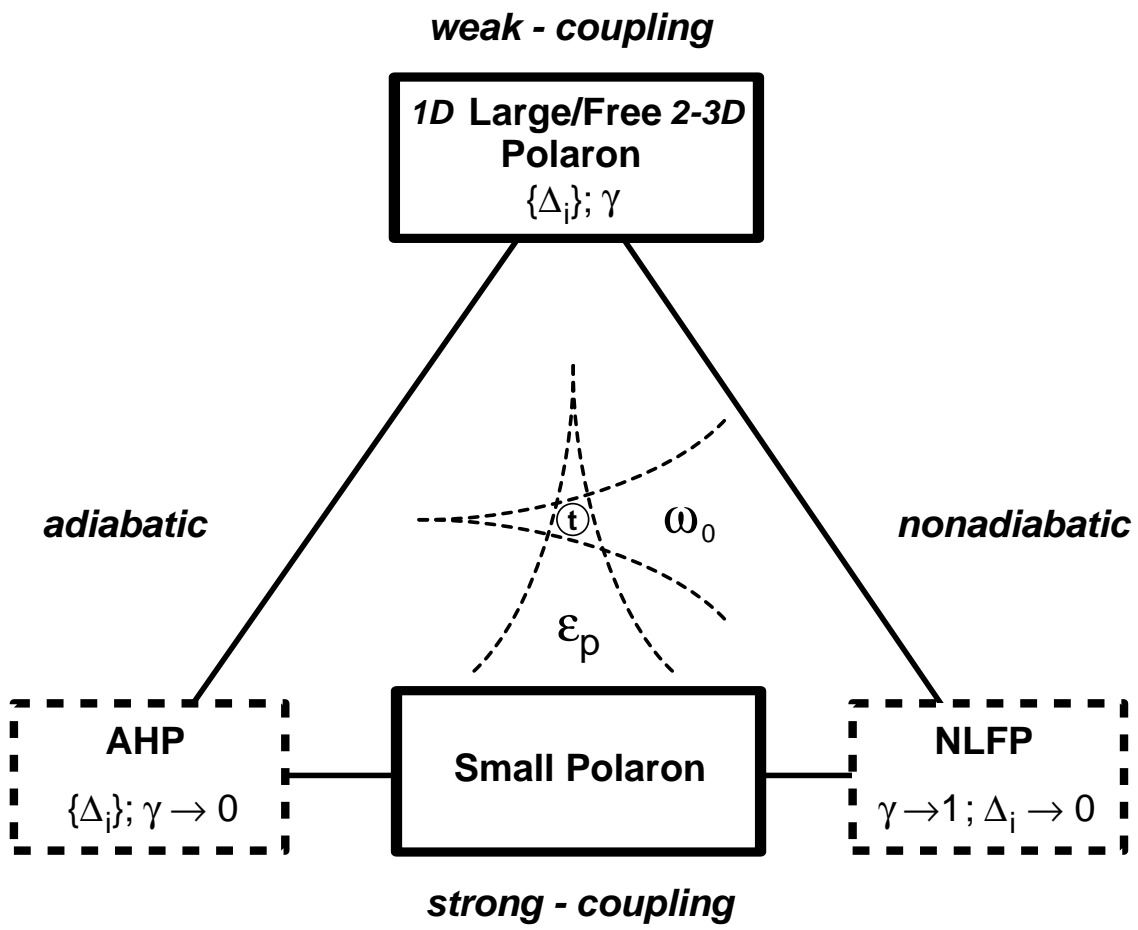 weak - coupling
1D Large/Free 2-3D
Polaron
{Δi}; γ
adiabatic
t
ω0
nonadiabatic
εp
AHP
{Δi}; γ → 0
Small Polaron
NLFP
γ →1 ; Δi → 0
strong - coupling